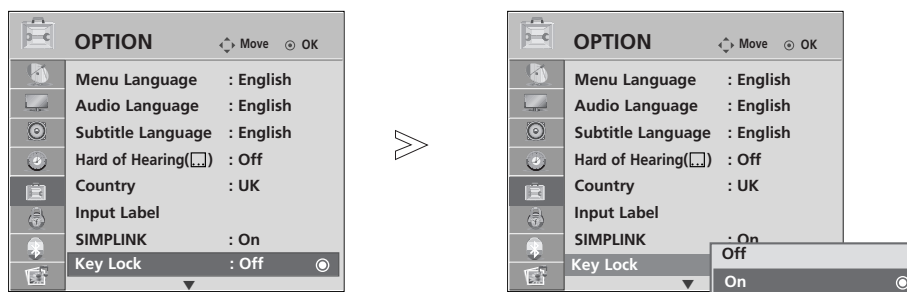 OPTION Move OK
Menu Language : English
Audio Language : English
Subtitle Language : English
Hard of Hearing( ) : Off
Country : UK
Input Label
SIMPLINK : On
Key Lock : Off
OPTION Move OK
Menu Language : English
Audio Language : English
Subtitle Language : English
Hard of Hearing( ) : Off
Country : UK
Input Label
SIMPLINK : On
Key Lock
Off
On